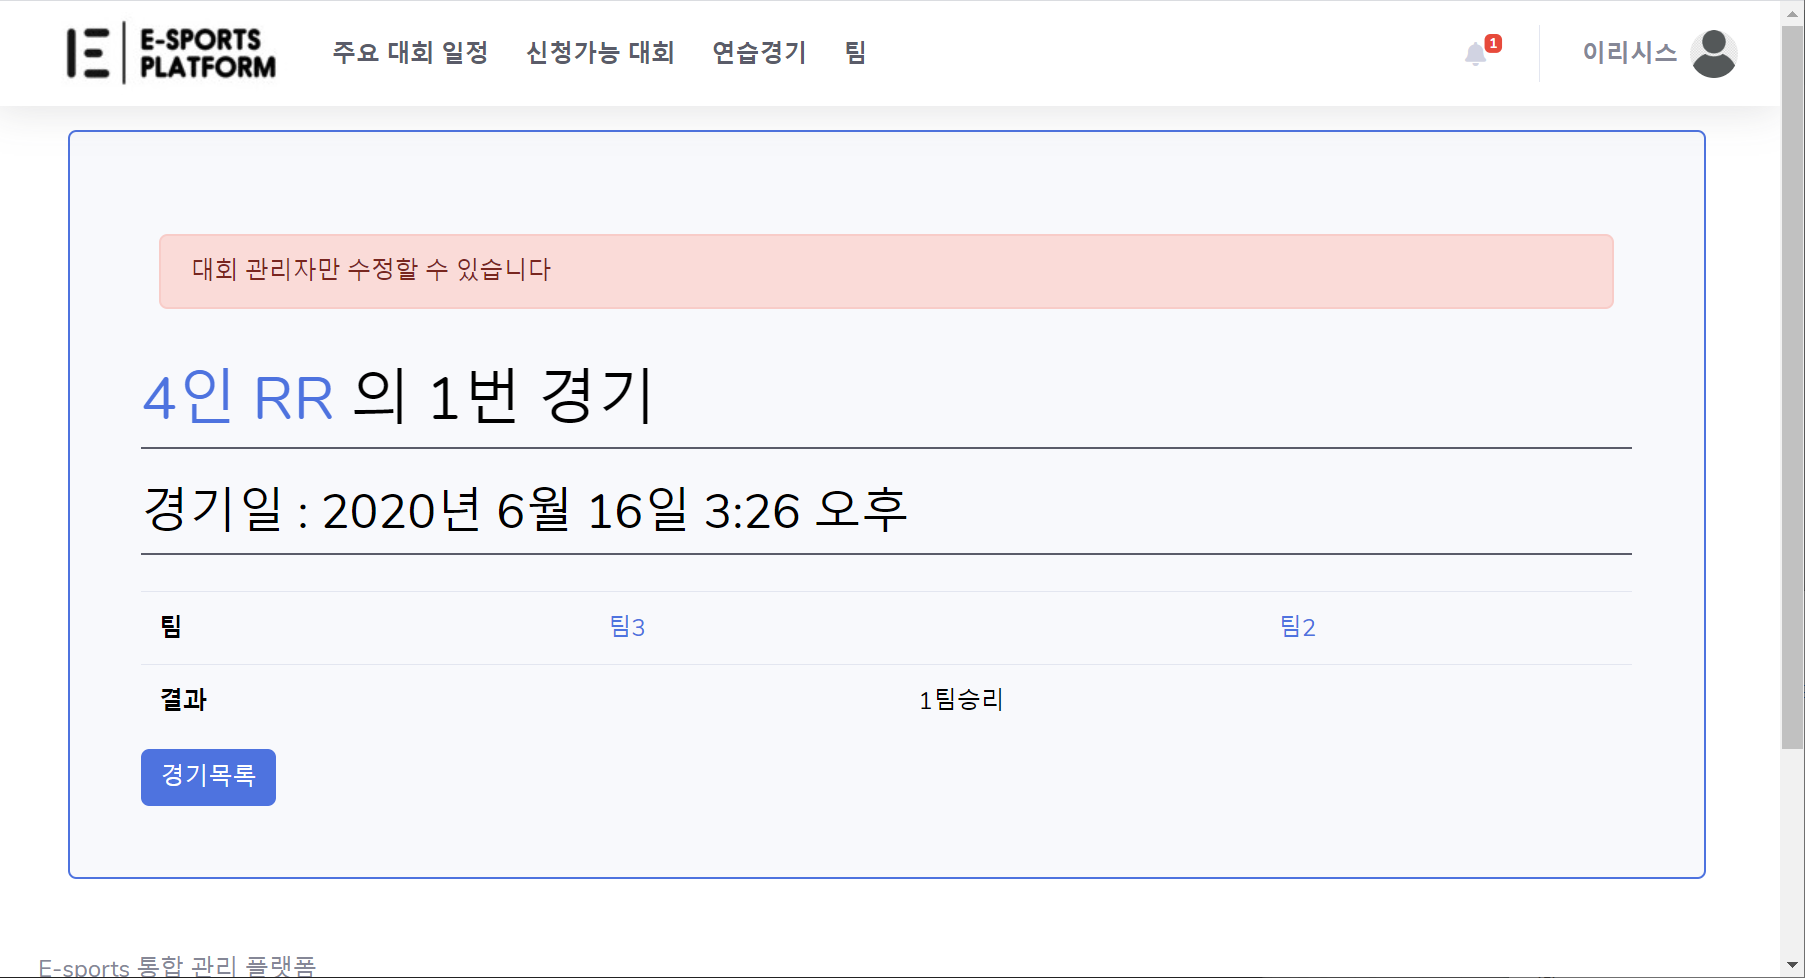 E-SPORTS
PLATFORM
주요 대회 일정 신청가능 대회 연습경기 팀 1 이리시스
대회 관리자만 수정할 수 있습니다
4인 RR 의 1번 경기
경기일 : 2020년 6월 16일 3:26 오후
팀 팀3 팀2
결과 1팀승리
경기목록
E-sports 통합 관리 플랫폼